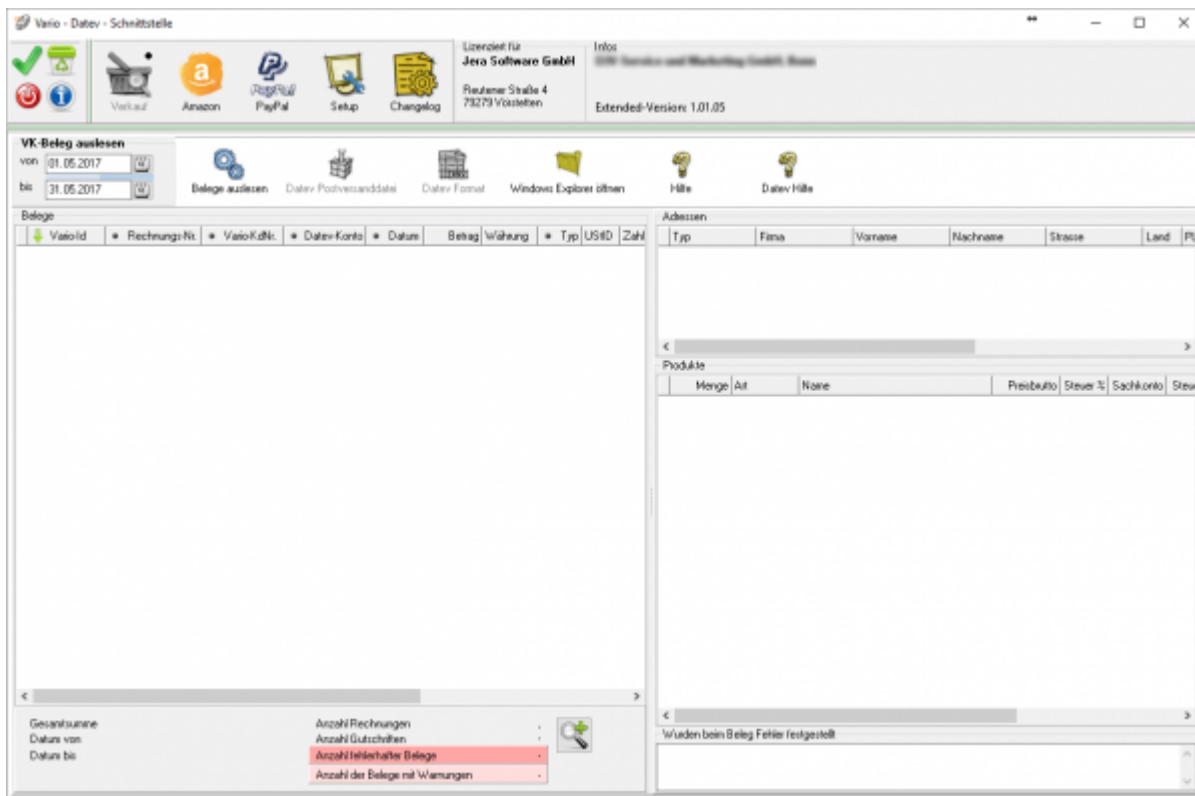 Vario - Datev - Schnittstelle
Verkauf
Amazon
PayPal
PayPal
Setup
Changelog
Lizenziert für
Jera Software GmbH
Reutener Straße 4
79279 Vörstetten
Infos
Extended-Version: 1.01.05
VK-Beleg auslesen
von 01.05.2017
bis 31.05.2017
Belege auslesen
Datev Postversanddatei
Datev Format
Windows Explorer öffnen
Hilfe
Datev Hilfe
Belege
Vario-Id Rechnungs-Nr. Vario-KdNr. Datev-Konto Datum Betrag Währung Typ UStID Zahl
Adressen
Typ Firma Vorname Nachname Strasse Land
Produkte
Menge Art Name Preisbrutto Steuer % Sachkonto Steu
Gesamtsumme
Datum von
Datum bis
Anzahl Rechnungen
Anzahl Gutschriften
Anzahl fehlerhafter Belege
Anzahl der Belege mit Warnungen
Wurden beim Beleg Fehler festgestellt